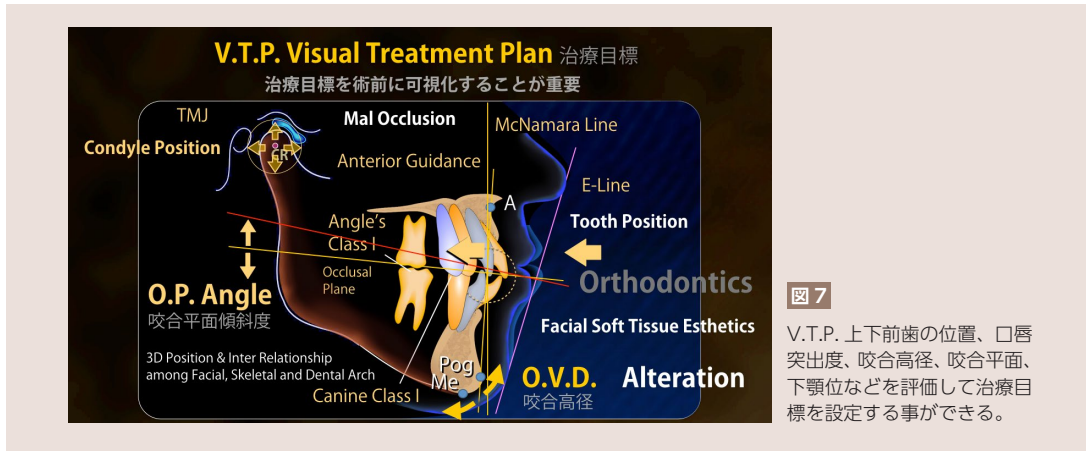 V.T.P. Visual Treatment Plan 治療目標
治療目標を術前に可視化することが重要
TMJ
Mal Occlusion
McNamara Line
Condyle Position
CR
Anterior Guidance
E-Line
A
Tooth Position
Angle's
Class I
Occlusal
Plane
Orthodontics
O.P. Angle
咬合平面傾斜度
Facial Soft Tissue Esthetics
3D Position & Inter Relationship
among Facial, Skeletal and Dental Arch
Pog
Me
Canine Class I
O.V.D.
咬合高径
Alteration
図 7
V.T.P. 上下前歯の位置、口唇
突出度、咬合高径、咬合平面、
下顎位などを評価して治療目
標を設定する事ができる。